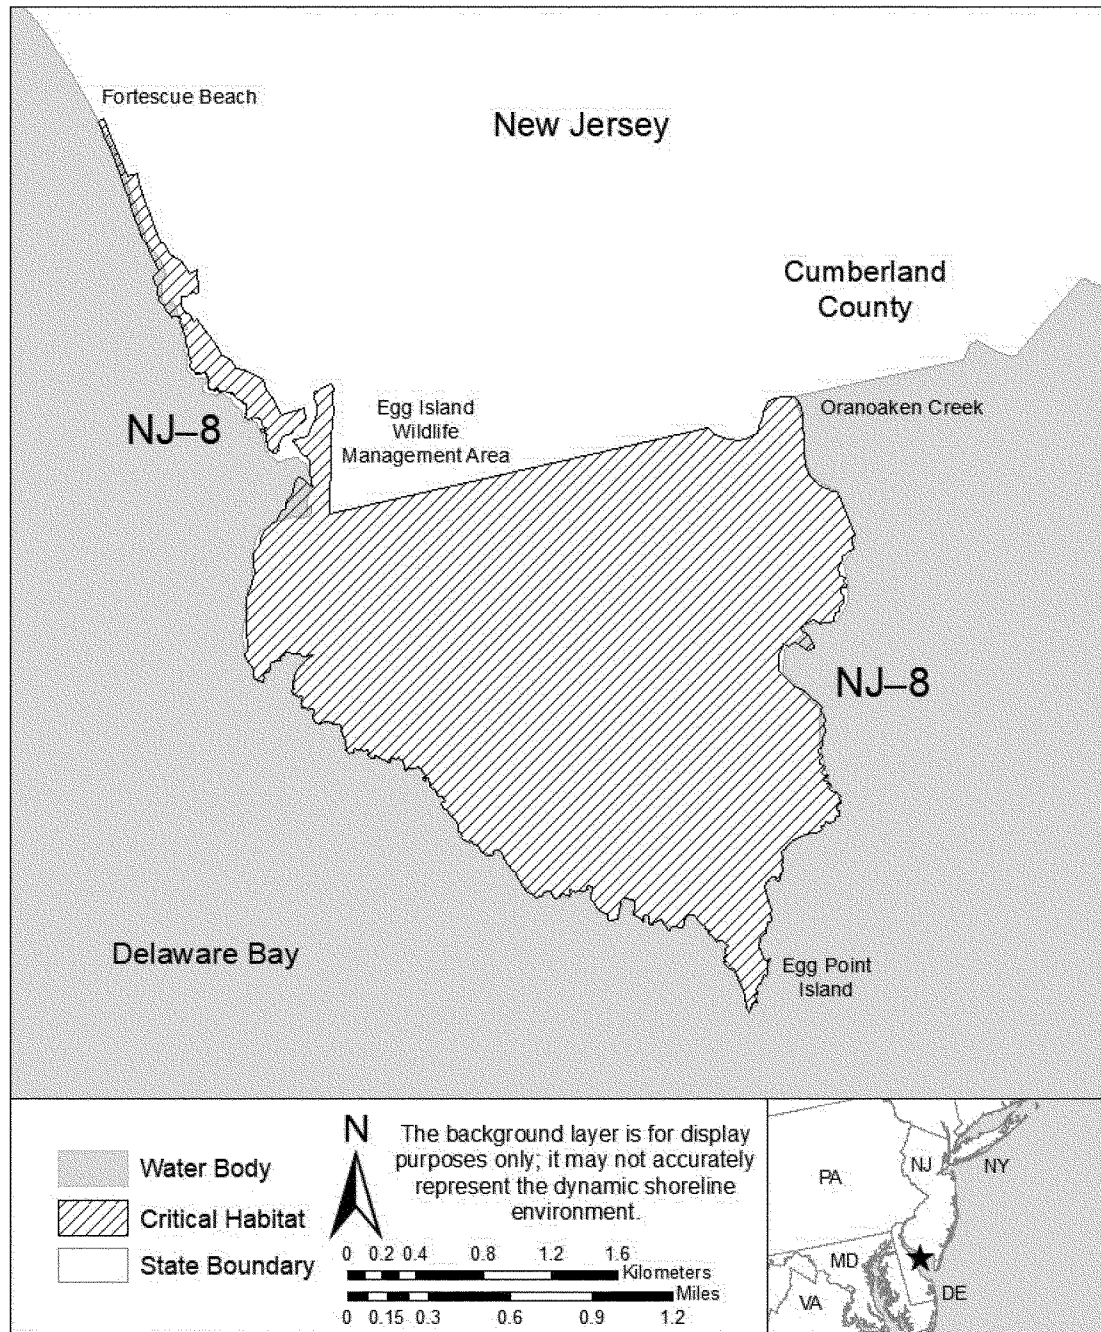 Fortescue Beach
New Jersey
Cumberland
County
Egg Island
Wildlife
Management Area
Oranoaken Creek
NJ–8
NJ–8
Delaware Bay
Egg Point
Island
Water Body
Critical Habitat
State Boundary
N
The background layer is for display
purposes only; it may not accurately
represent the dynamic shoreline
environment.
0 0.2 0.4 0.8 1.2 1.6
Kilometers
Miles
0 0.15 0.3 0.6 0.9 1.2
PA
NJ
NY
MD
DE
VA